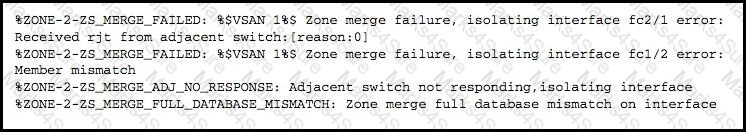 %ZONE-2-ZS_MERGE_FAILED: %$VSAN 1%$ Zone merge failure, isolating interface fc2/1 error:
Received rjt from adjacent switch:[reason:0]
%ZONE-2-ZS_MERGE_FAILED: %$VSAN 1%$ Zone merge failure, isolating interface fc1/2 error:
Member mismatch
%ZONE-2-ZS_MERGE_ADJ_NO_RESPONSE: Adjacent switch not responding,isolating interface
%ZONE-2-ZS_MERGE_FULL_DATABASE_MISMATCH: Zone merge full database mismatch on interface